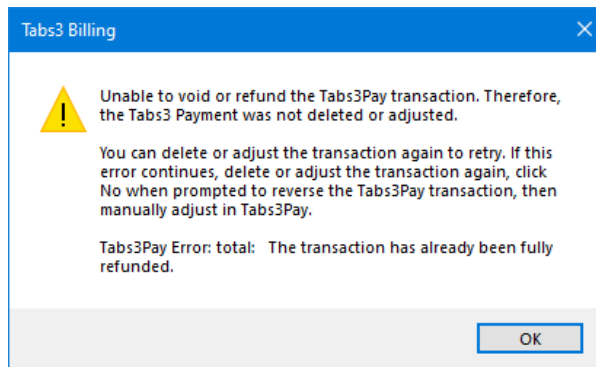 Tabs3 Billing
Unable to void or refund the Tabs3Pay transaction. Therefore,
the Tabs3 Payment was not deleted or adjusted.
You can delete or adjust the transaction again to retry. If this
error continues, delete or adjust the transaction again, click
No when prompted to reverse the Tabs3Pay transaction, then
manually adjust in Tabs3Pay.
Tabs3Pay Error: total:   The transaction has already been fully
refunded.
OK